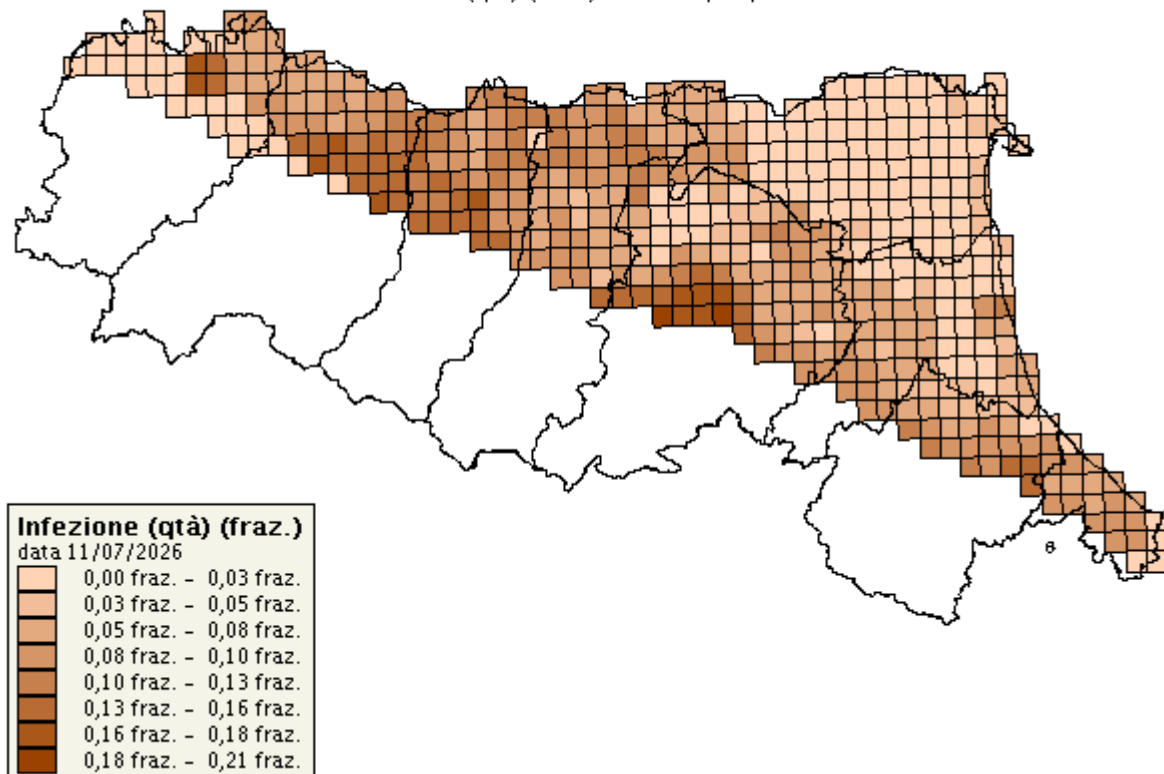 Infezione (qtà) (fraz.)
data 11/07/2026
0,00 fraz. - 0,03 fraz.
0,03 fraz. - 0,05 fraz.
0,05 fraz. - 0,08 fraz.
0,08 fraz. - 0,10 fraz.
0,10 fraz. - 0,13 fraz.
0,13 fraz. - 0,16 fraz.
0,16 fraz. - 0,18 fraz.
0,18 fraz. - 0,21 fraz.